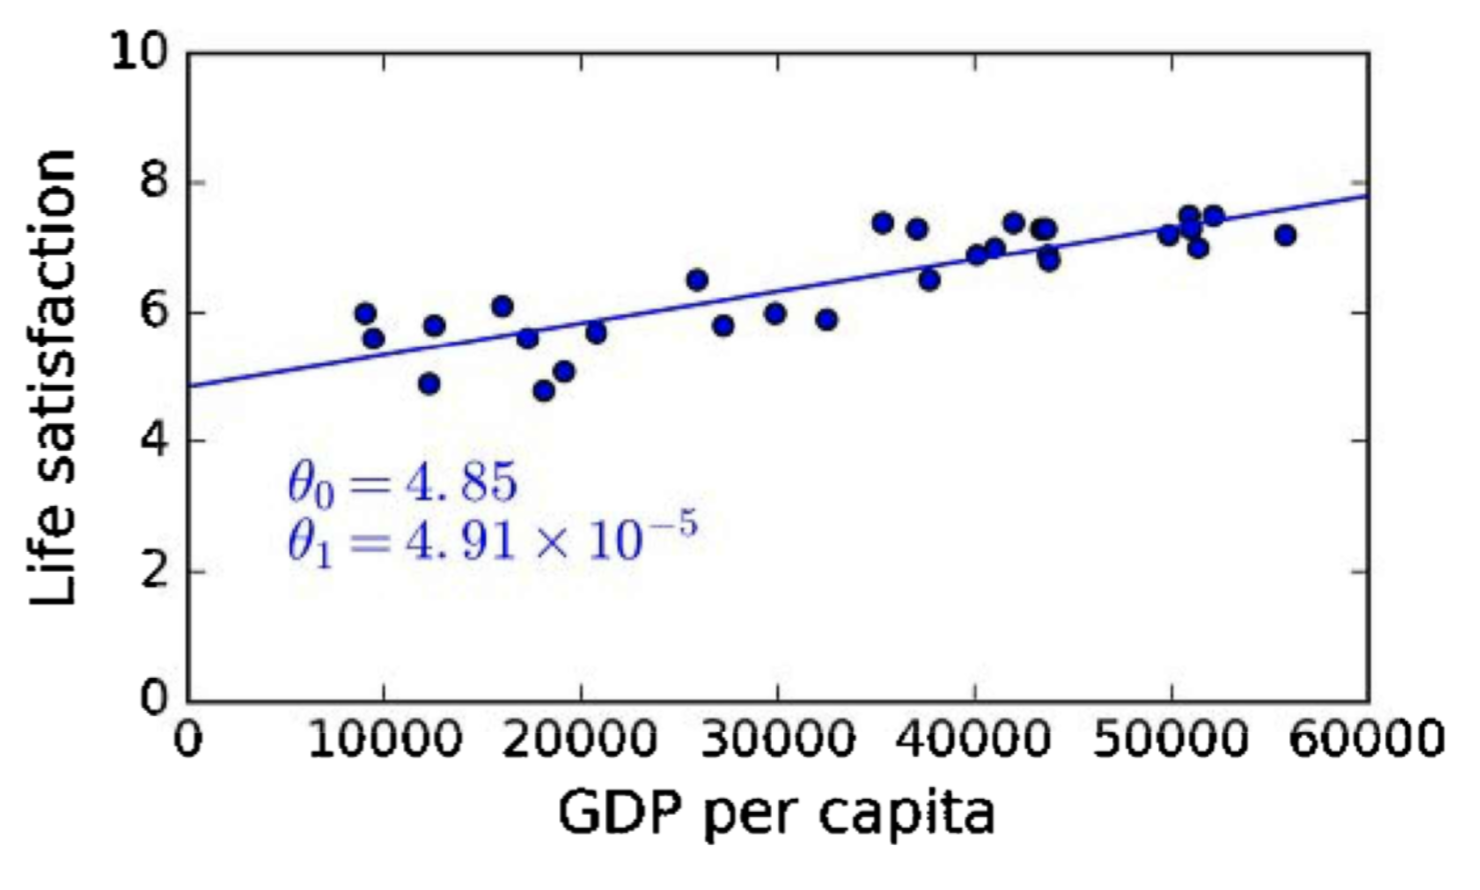 10
8
6
4
2
0
Life satisfaction
θ₀ = 4.85
θ₁ = 4.91 × 10⁻⁵
0 10000 20000 30000 40000 50000 60000
GDP per capita